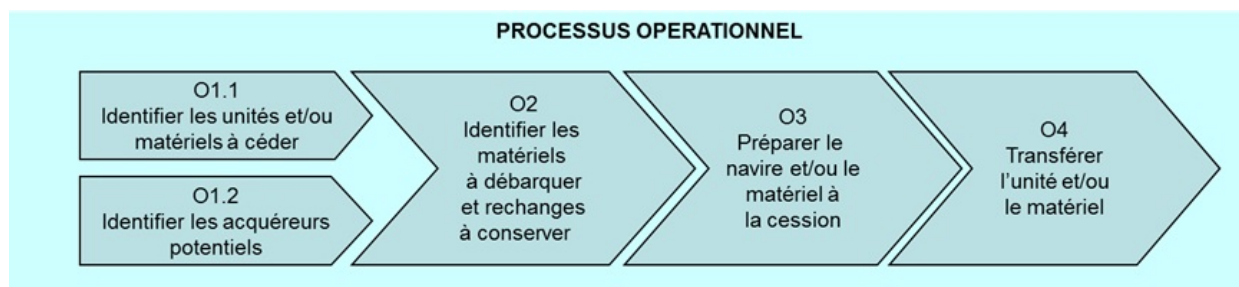 PROCESSUS OPERATIONNEL
O1.1
Identifier les unités et/ou
matériels à céder
O1.2
Identifier les acquéreurs
potentiels
O2
Identifier les
matériels
à débarquer
et rechanges
à conserver
O3
Préparer le
navire et/ou le
matériel à
la cession
O4
Transférer
l'unité et/ou
le matériel